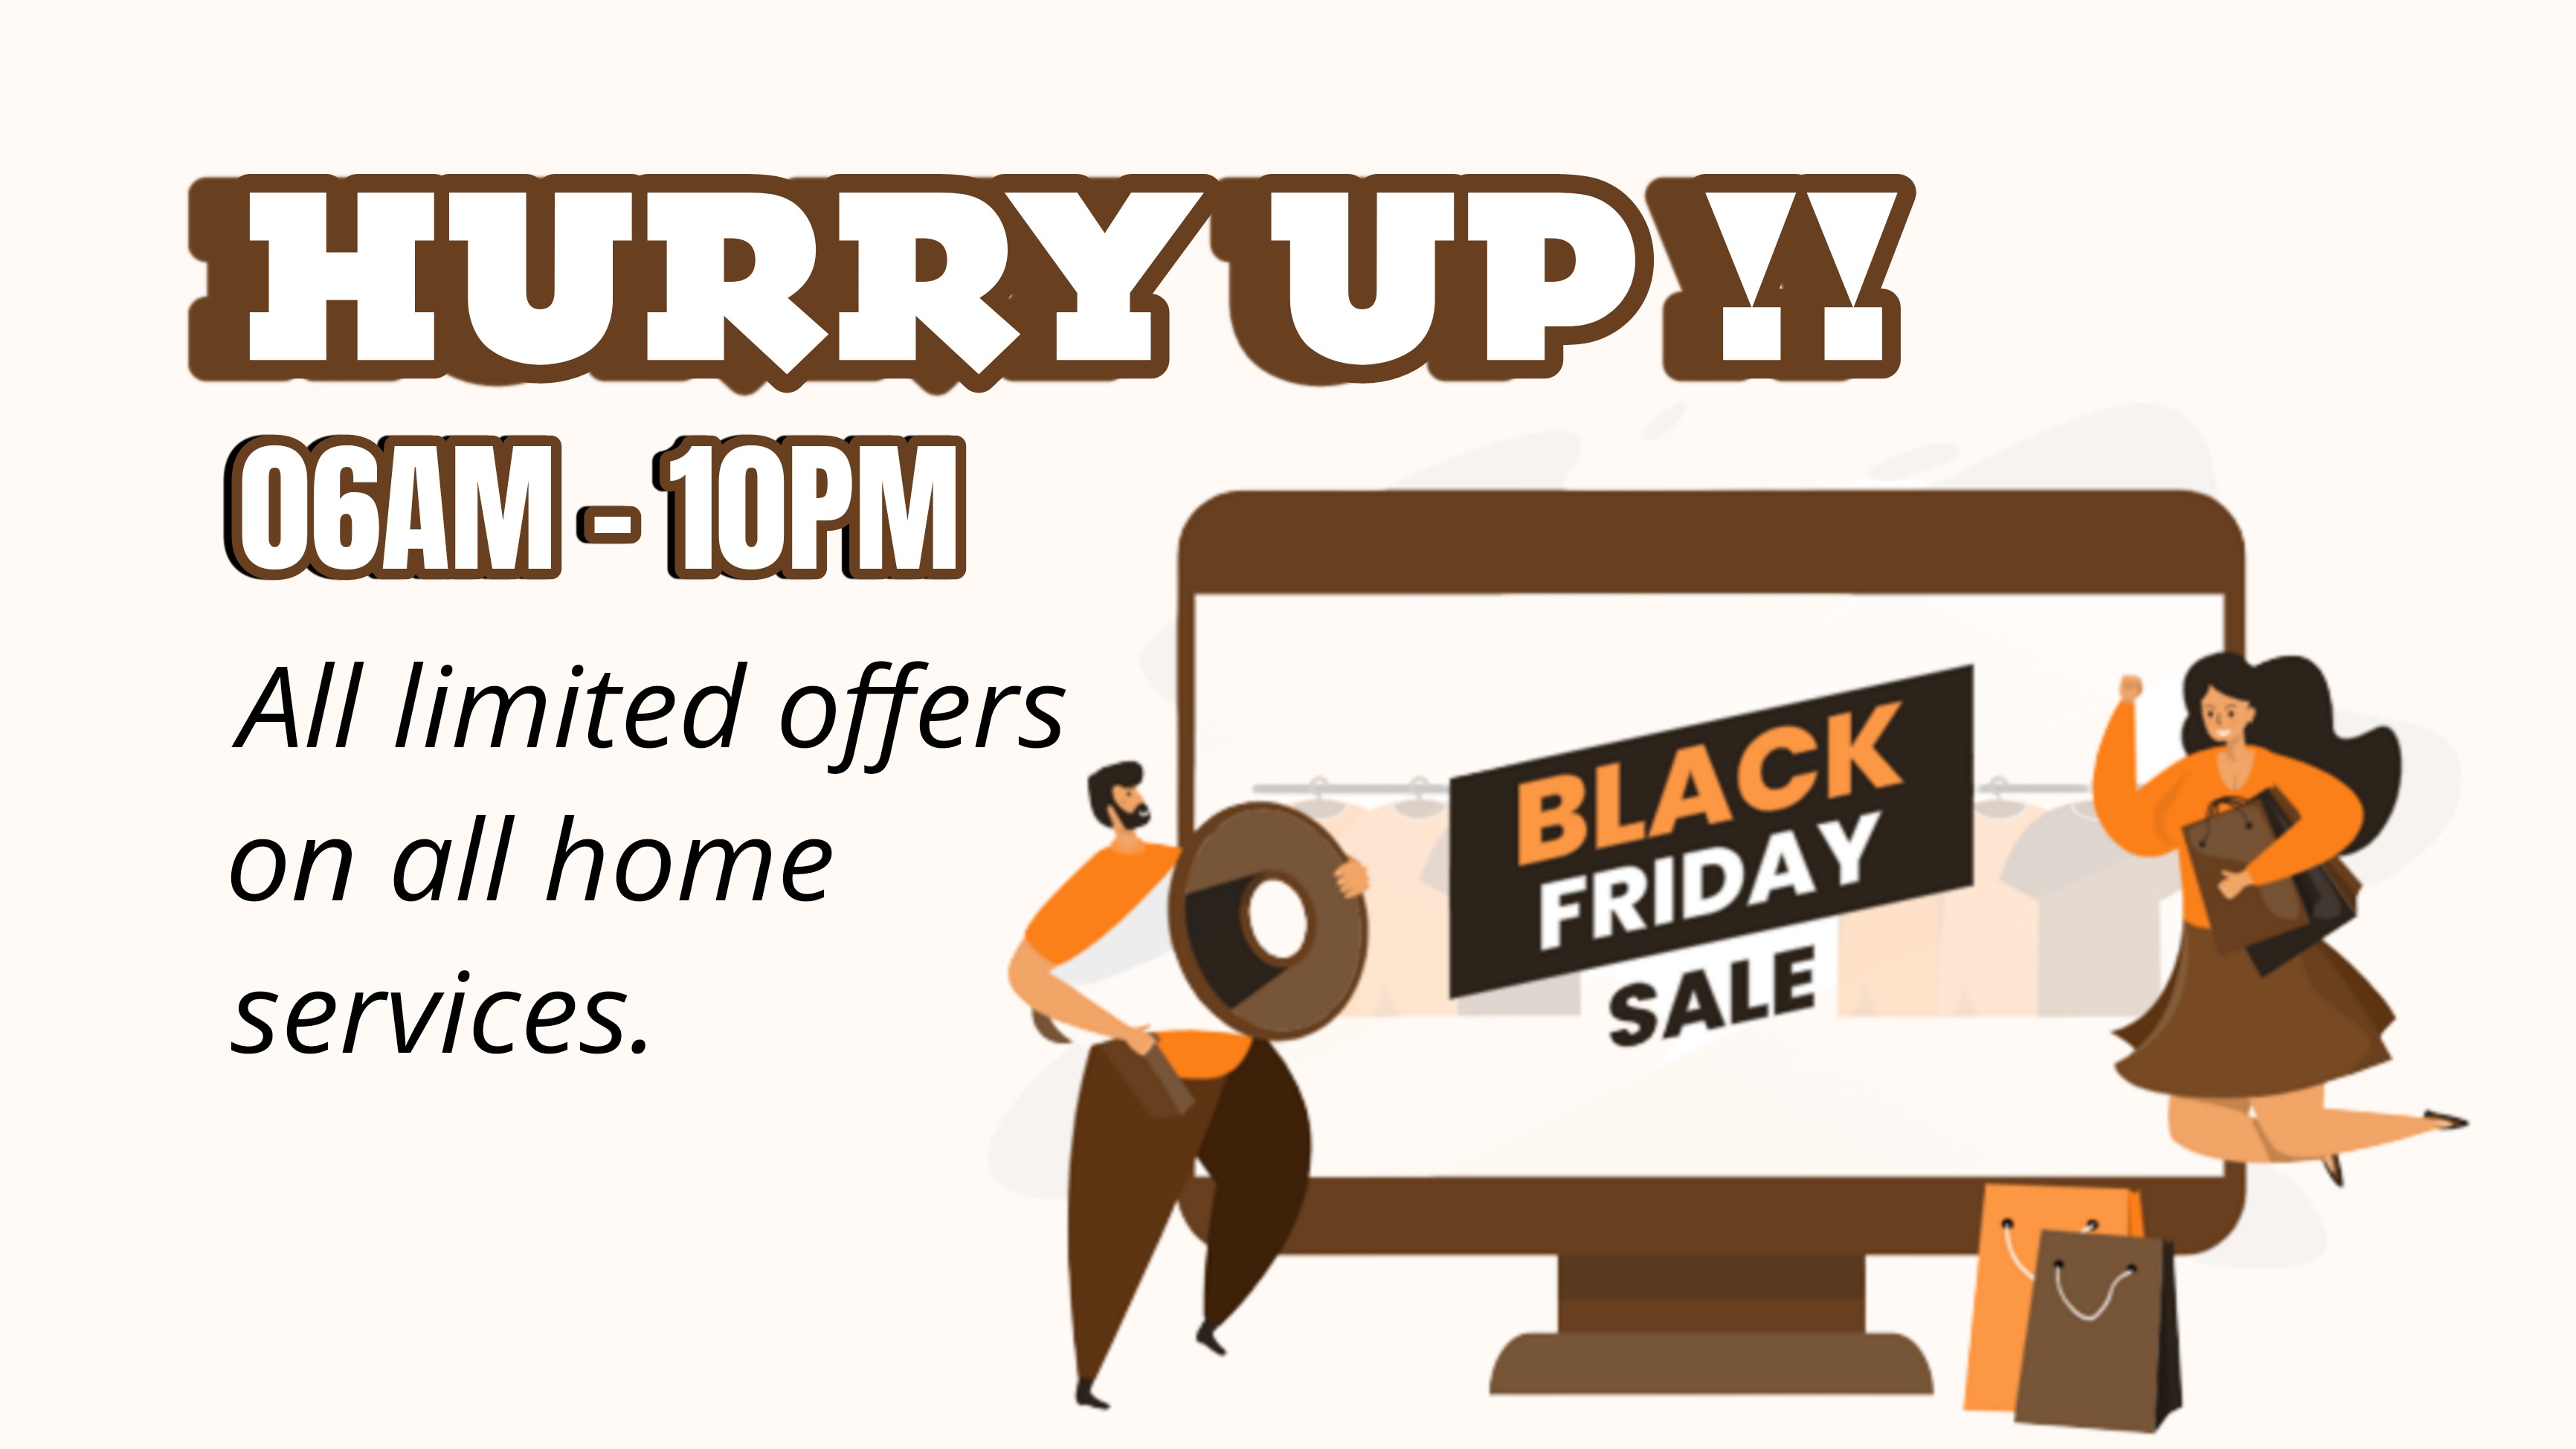 HURRY UP !!
06AM - 10PM
All limited offers
on all home
services.
BLACK
FRIDAY
SALE